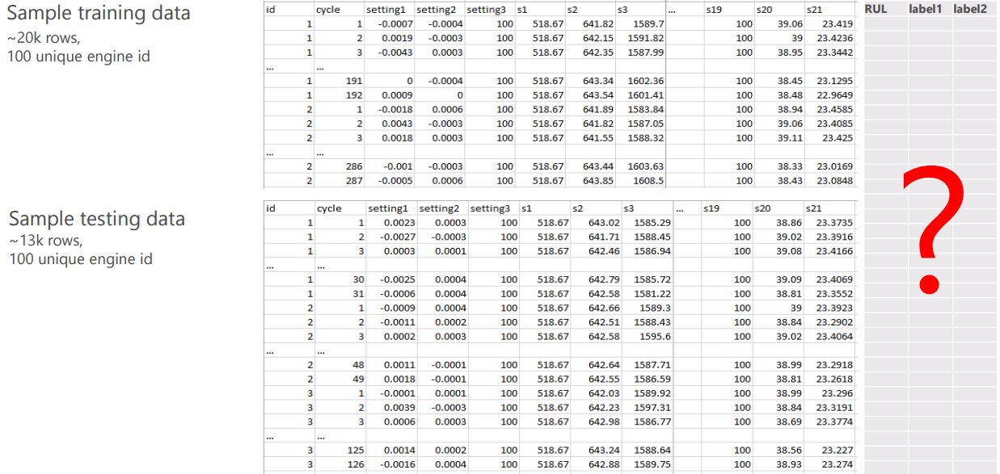 Sample training data
~20k rows,
100 unique engine id
id cycle setting1 setting2 setting3 s1 s2 s3 ... s19 s20 s21
1 1 -0.0007 -0.0004 100 518.67 641.82 1589.7 100 39.06 23.419
1 2 0.0019 -0.0003 100 518.67 642.15 1591.82 100 39 23.4236
1 3 -0.0043 0.0003 100 518.67 642.35 1587.99 100 38.95 23.3442
... ...
1 191 0 -0.0004 100 518.67 643.34 1602.36 100 38.45 23.1295
1 192 0.0009 0 100 518.67 643.54 1601.41 100 38.48 22.9649
2 1 -0.0018 0.0006 100 518.67 641.89 1583.84 100 38.94 23.4585
2 2 0.0043 -0.0003 100 518.67 641.82 1587.05 100 39.06 23.4085
2 3 0.0018 0.0003 100 518.67 641.55 1588.32 100 39.11 23.425
... ...
2 286 -0.001 -0.0003 100 518.67 643.44 1603.63 100 38.33 23.0169
2 287 -0.0005 0.0006 100 518.67 643.85 1608.5 100 38.43 23.0848
Sample testing data
~13k rows,
100 unique engine id
id cycle setting1 setting2 setting3 s1 s2 s3 ... s19 s20 s21
1 1 0.0023 0.0003 100 518.67 643.02 1585.29 100 38.86 23.3735
1 2 -0.0027 -0.0003 100 518.67 641.71 1588.45 100 39.02 23.3916
1 3 0.0003 0.0001 100 518.67 642.46 1586.94 100 39.08 23.4166
... ...
1 30 -0.0025 0.0004 100 518.67 642.79 1585.72 100 39.09 23.4069
1 31 -0.0006 0.0004 100 518.67 642.58 1581.22 100 38.81 23.3552
2 1 -0.0009 0.0004 100 518.67 642.66 1589.3 100 39 23.3923
2 2 -0.0011 0.0002 100 518.67 642.51 1588.43 100 38.84 23.2902
2 3 0.0002 0.0003 100 518.67 642.58 1595.6 100 39.02 23.4064
... ...
2 48 0.0011 -0.0001 100 518.67 642.64 1587.71 100 38.99 23.2918
2 49 0.0018 -0.0001 100 518.67 642.55 1586.59 100 38.81 23.2618
3 1 -0.0001 0.0001 100 518.67 642.03 1589.92 100 38.99 23.296
3 2 0.0039 -0.0003 100 518.67 642.23 1597.31 100 38.84 23.3191
3 3 0.0006 0.0003 100 518.67 642.98 1586.77 100 38.69 23.3774
... ...
3 125 0.0014 0.0002 100 518.67 643.24 1588.64 100 38.56 23.227
3 126 -0.0016 0.0004 100 518.67 642.88 1589.75 100 38.93 23.274
RUL label1 label2
?